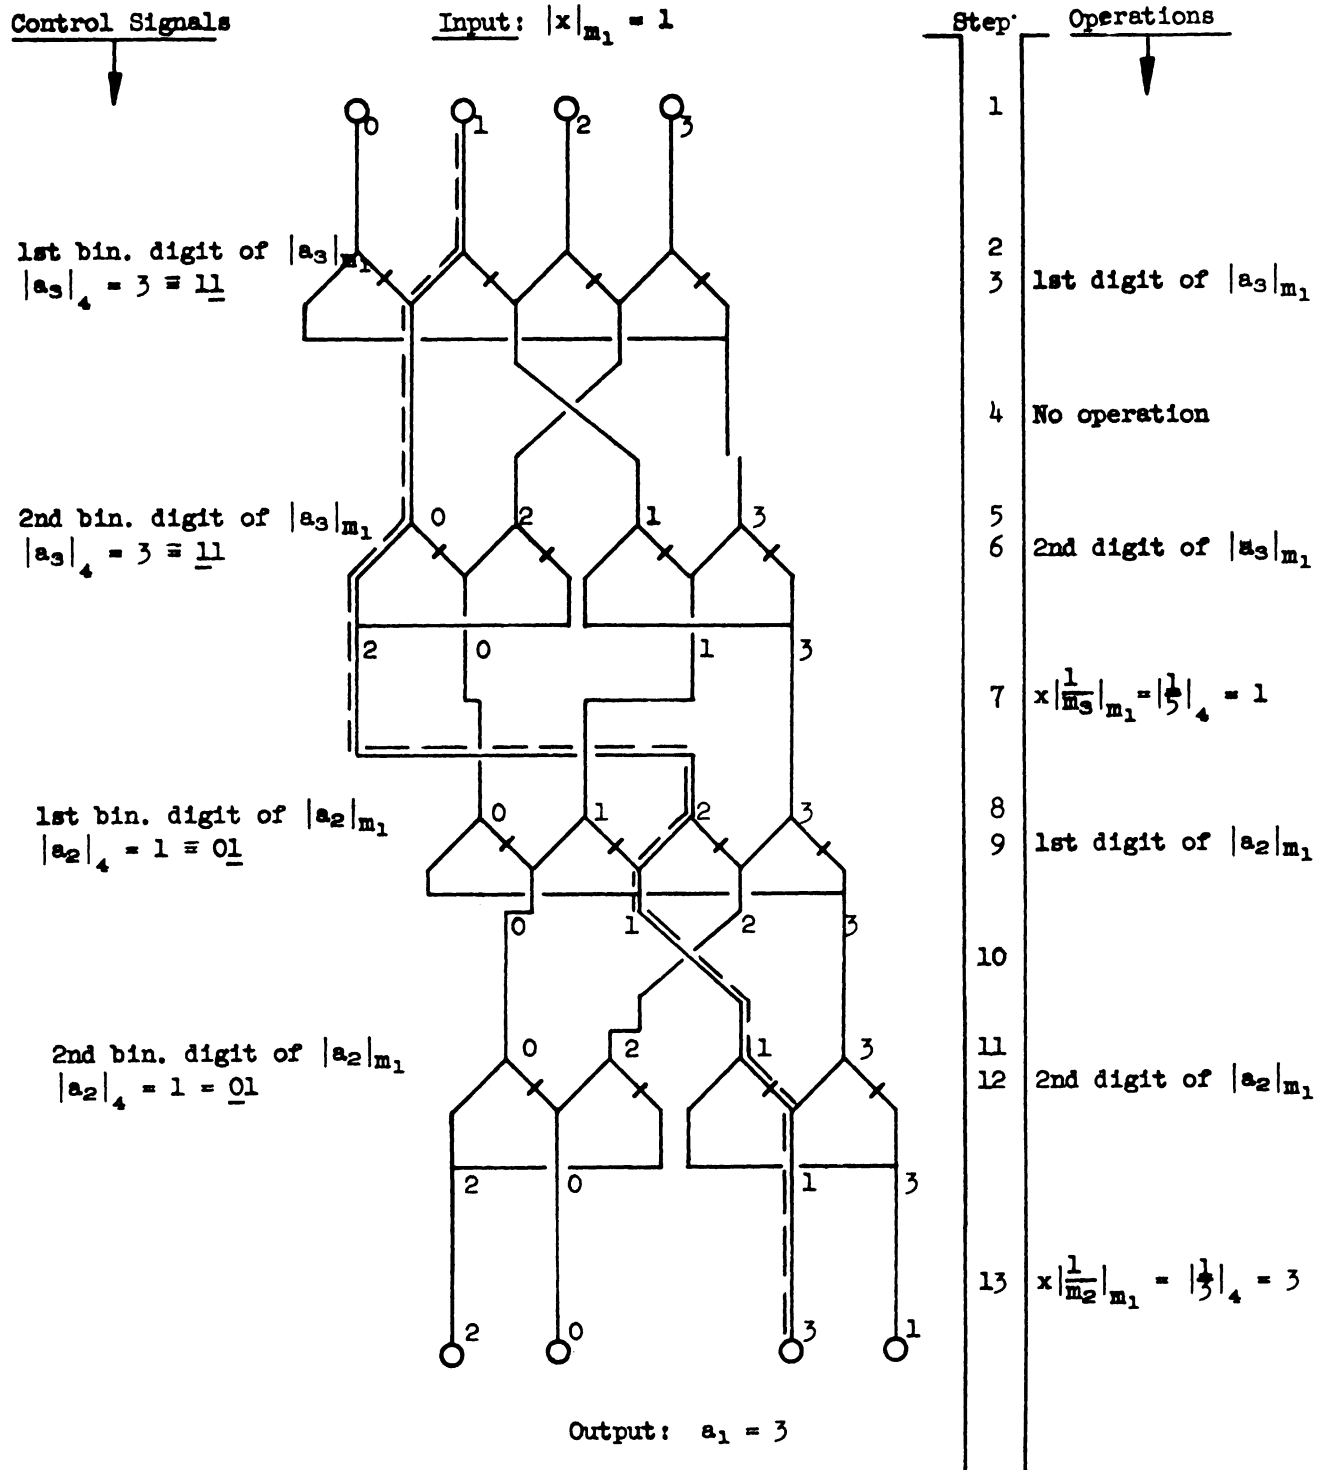 Control Signals Input: |x|m₁ = 1 Step Operations
0 1 2 3 1
1st bin. digit of |a₃|m₁ 2
|a₃|₄ = 3 ≡ 11 3 1st digit of |a₃|m₁
4 No operation
2nd bin. digit of |a₃|m₁ 0 2 1 3 5
|a₃|₄ = 3 ≡ 11 6 2nd digit of |a₃|m₁
2 0 1 3
7 x|1/m₃|m₁ = |1/5|₄ = 1
1st bin. digit of |a₂|m₁ 0 1 2 3 8
|a₂|₄ = 1 ≡ 01 9 1st digit of |a₂|m₁
0 1 2 3
10
2nd bin. digit of |a₂|m₁ 0 2 1 3 11
|a₂|₄ = 1 = 01 12 2nd digit of |a₂|m₁
2 0 1 3
13 x|1/m₂|m₁ = |1/3|₄ = 3
2 0 3 1
Output: a₁ = 3